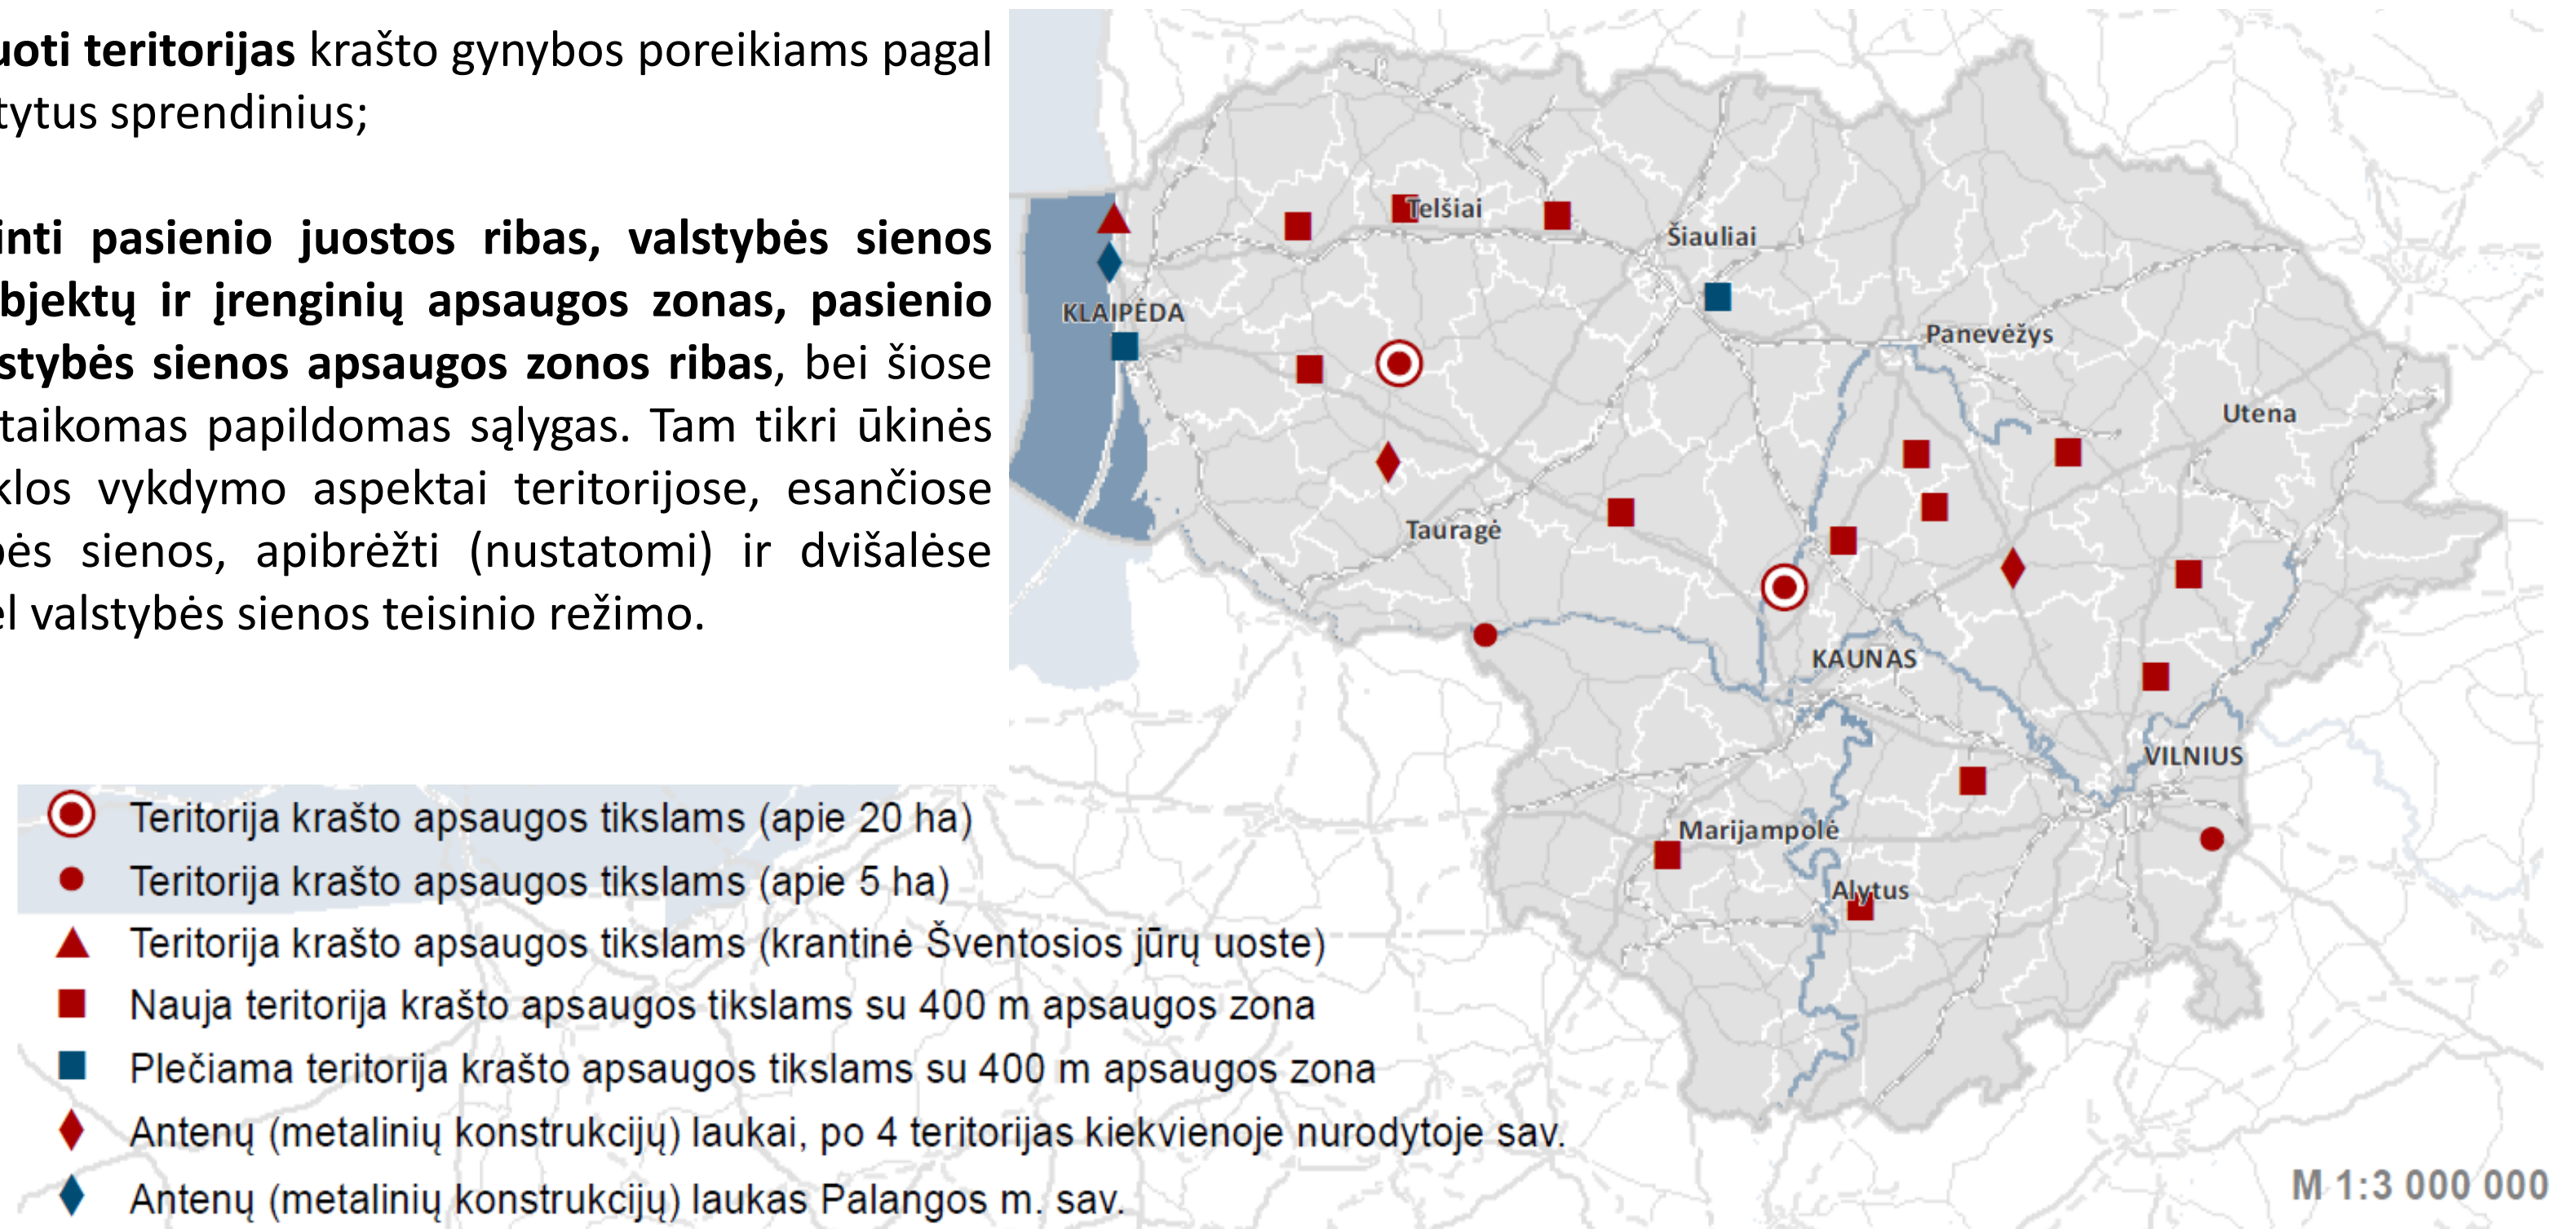 uoti teritorijas krašto gynybos poreikiams pagal
tytus sprendinius;
inti pasienio juostos ribas, valstybės sienos
bjektų ir įrenginių apsaugos zonas, pasienio
stybės sienos apsaugos zonos ribas, bei šiose
taikomas papildomas sąlygas. Tam tikri ūkinės
klos vykdymo aspektai teritorijose, esančiose
bės sienos, apibrėžti (nustatomi) ir dvišalėse
el valstybės sienos teisinio režimo.
Telšiai
Šiauliai
KLAIPĖDA
Panevėžys
Utena
Tauragė
KAUNAS
VILNIUS
Marijampolė
Alytus
Teritorija krašto apsaugos tikslams (apie 20 ha)
Teritorija krašto apsaugos tikslams (apie 5 ha)
Teritorija krašto apsaugos tikslams (krantinė Šventosios jūrų uoste)
Nauja teritorija krašto apsaugos tikslams su 400 m apsaugos zona
Plečiama teritorija krašto apsaugos tikslams su 400 m apsaugos zona
Antenų (metalinių konstrukcijų) laukai, po 4 teritorijas kiekvienoje nurodytoje sav.
Antenų (metalinių konstrukcijų) laukas Palangos m. sav.
M 1:3 000 000